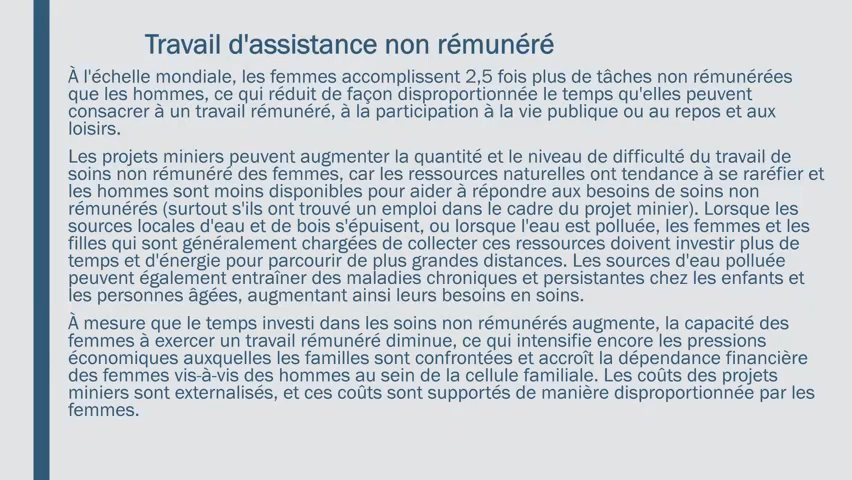 Travail d'assistance non rémunéré
À l'échelle mondiale, les femmes accomplissent 2,5 fois plus de tâches non rémunérées
que les hommes, ce qui réduit de façon disproportionnée le temps qu'elles peuvent
consacrer à un travail rémunéré, à la participation à la vie publique ou au repos et aux
loisirs.
Les projets miniers peuvent augmenter la quantité et le niveau de difficulté du travail de
soins non rémunéré des femmes, car les ressources naturelles ont tendance à se raréfier et
les hommes sont moins disponibles pour aider à répondre aux besoins de soins non
rémunérés (surtout s'ils ont trouvé un emploi dans le cadre du projet minier). Lorsque les
sources locales d'eau et de bois s'épuisent, ou lorsque l'eau est polluée, les femmes et les
filles qui sont généralement chargées de collecter ces ressources doivent investir plus de
temps et d'énergie pour parcourir de plus grandes distances. Les sources d'eau polluée
peuvent également entraîner des maladies chroniques et persistantes chez les enfants et
les personnes âgées, augmentant ainsi leurs besoins en soins.
À mesure que le temps investi dans les soins non rémunérés augmente, la capacité des
femmes à exercer un travail rémunéré diminue, ce qui intensifie encore les pressions
économiques auxquelles les familles sont confrontées et accroît la dépendance financière
des femmes vis-à-vis des hommes au sein de la cellule familiale. Les coûts des projets
miniers sont externalisés, et ces coûts sont supportés de manière disproportionnée par les
femmes.